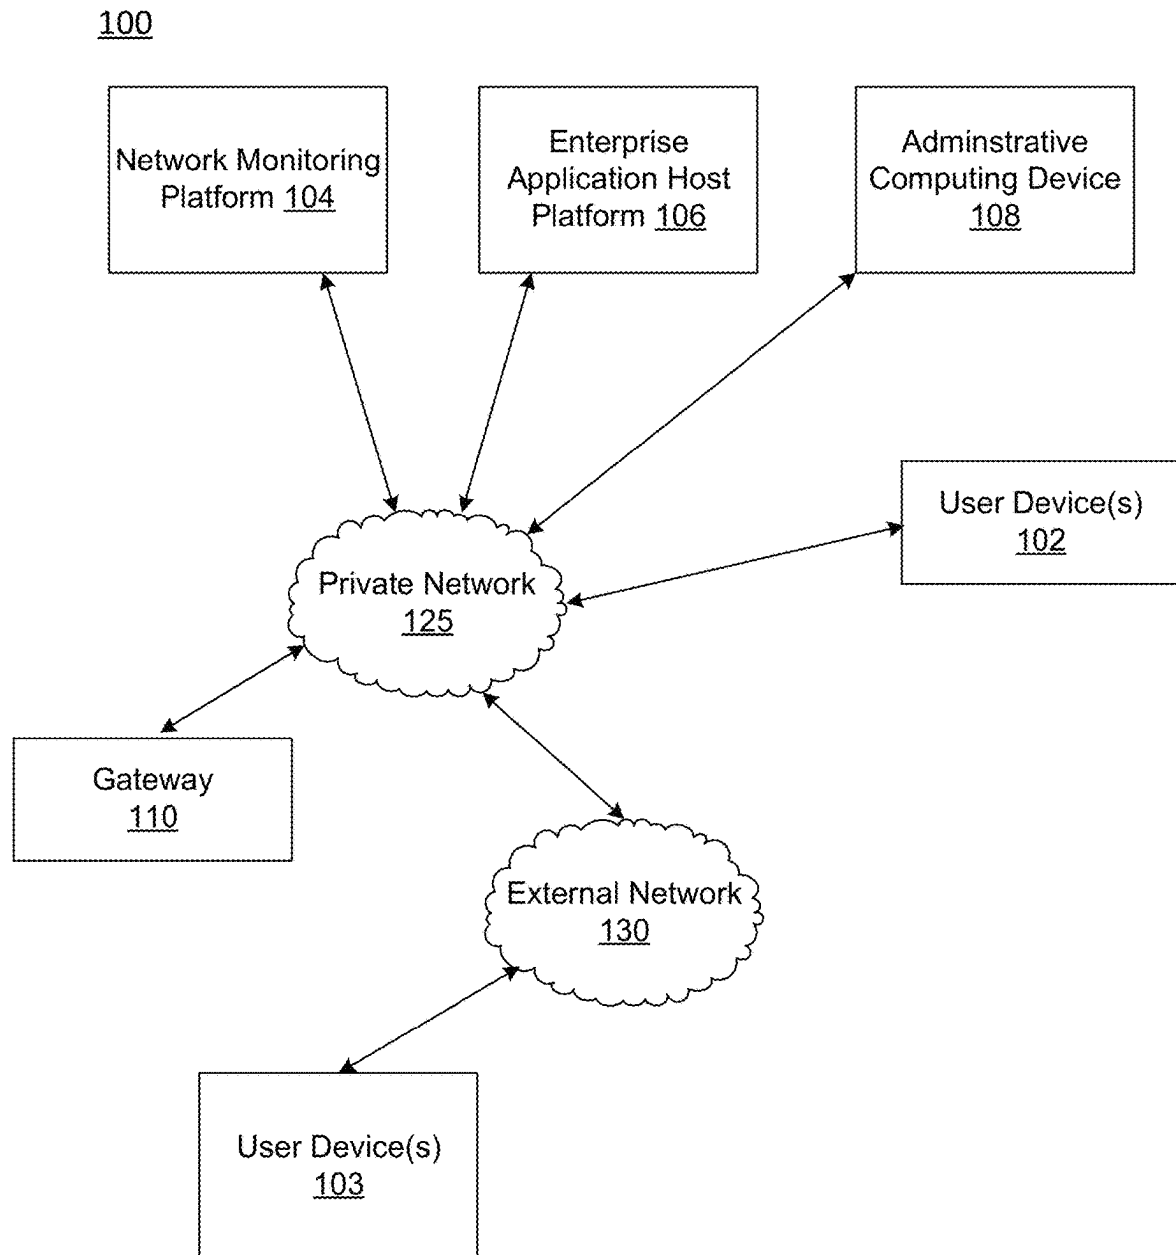 100
Network Monitoring
Platform 104
Enterprise
Application Host
Platform 106
Adminstrative
Computing Device
108
User Device(s)
102
Private Network
125
Gateway
110
External Network
130
User Device(s)
103